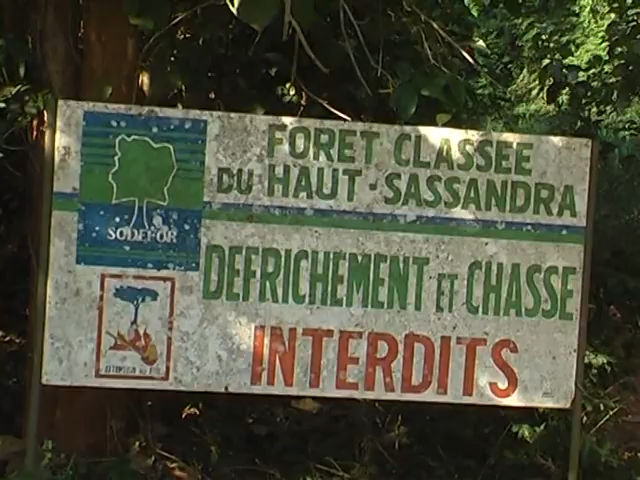 FORET CLASSEE
DU HAUT-SASSANDRA
SODEFOR
DEFRICHEMENT ET CHASSE
INTERDITS